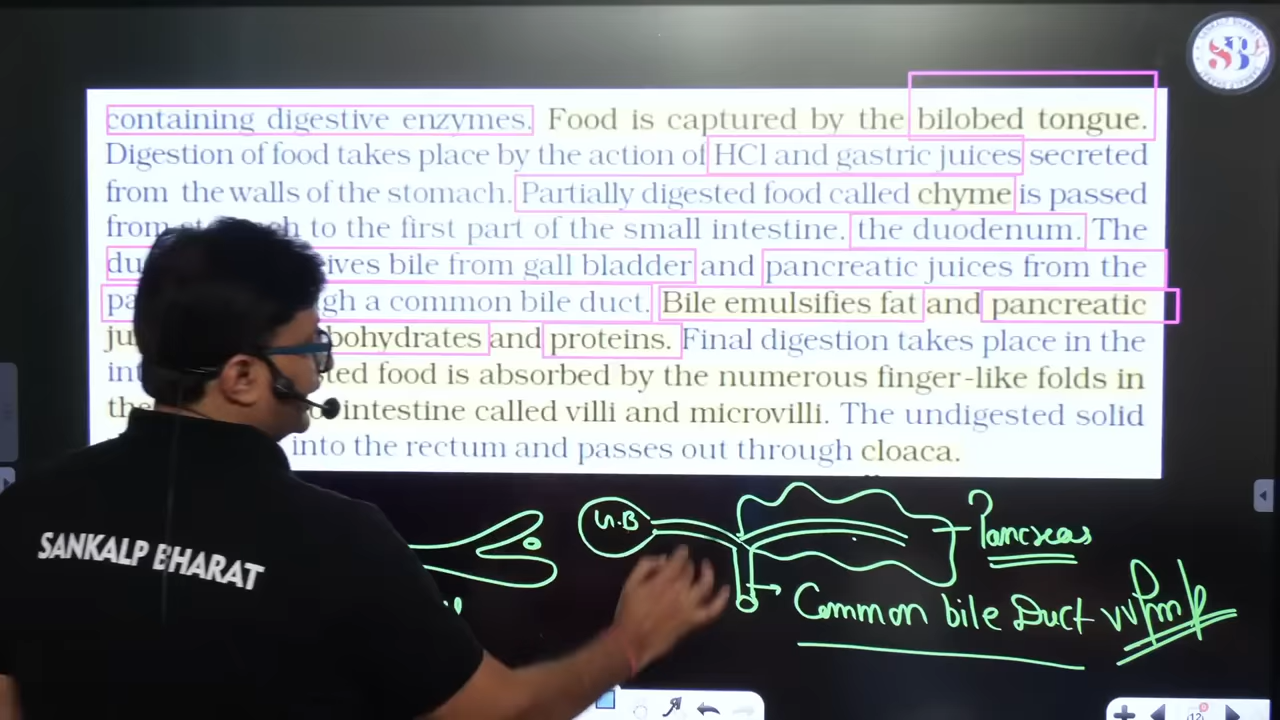 containing digestive enzymes. Food is captured by the bilobed tongue.
Digestion of food takes place by the action of HCl and gastric juices secreted
from the walls of the stomach. Partially digested food called chyme is passed
from to the first part of the small intestine, the duodenum. The
bile from gall bladder and pancreatic juices from the
a common bile duct. Bile emulsifies fat and pancreatic
and proteins. Final digestion takes place in the
food is absorbed by the numerous finger-like folds in
intestine called villi and microvilli. The undigested solid
into the rectum and passes out through cloaca.
G.B
Pancreas
Common bile Duct vvImp
SANKALP BHARAT
SB